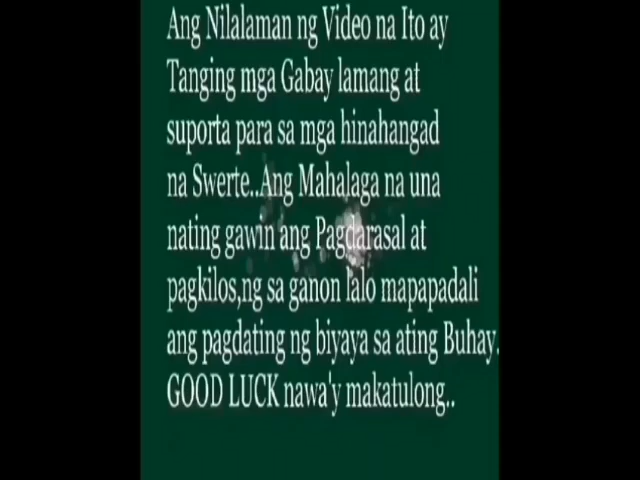 Ang Nilalaman ng Video na Ito ay
Tanging mga Gabay lamang at
suporta para sa mga hinahangad
na Swerte..Ang Mahalaga na una
nating gawin ang Pagdarasal at
pagkilos,ng sa ganon lalo mapapadali
ang pagdating ng biyaya sa ating Buhay.
GOOD LUCK nawa'y makatulong..